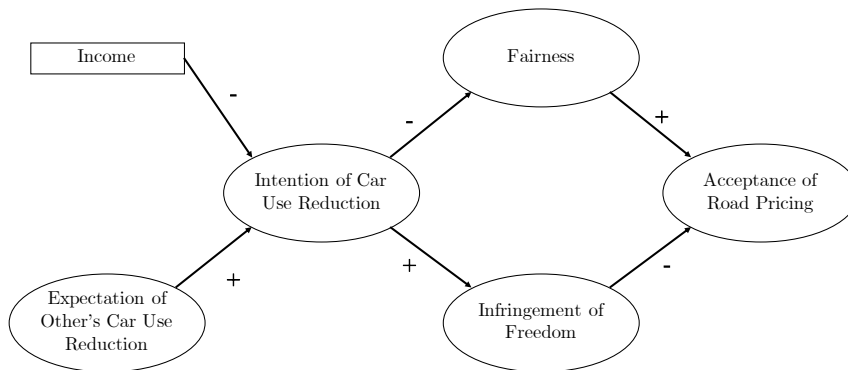 Income
Fairness
-
+
-
Intention of Car
Use Reduction
Acceptance of
Road Pricing
+
+
-
Expectation of
Other's Car Use
Reduction
Infringement of
Freedom